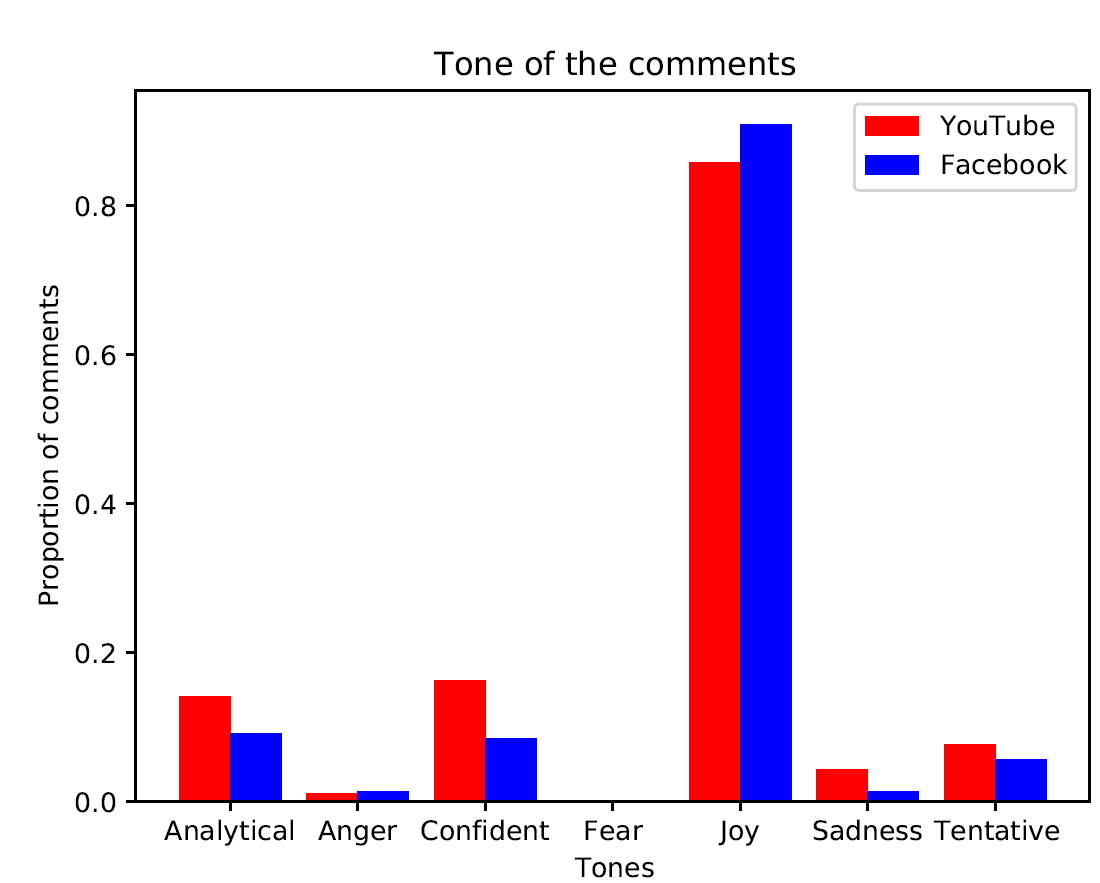 Tone of the comments
YouTube
Facebook
Proportion of comments
0.8
0.6
0.4
0.2
0.0
Analytical Anger Confident Fear Joy Sadness Tentative
Tones